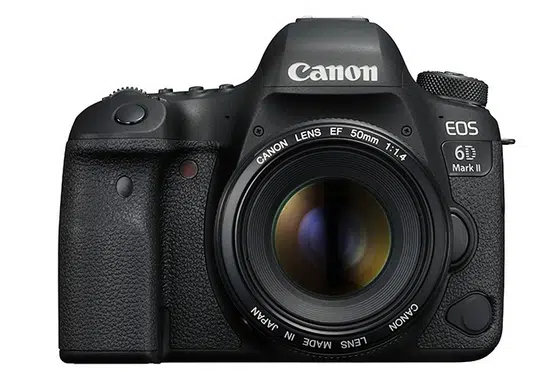 Canon
EOS
6D
Mark II
CANON LENS EF 50mm 1:1.4
CANON LENS MADE IN JAPAN